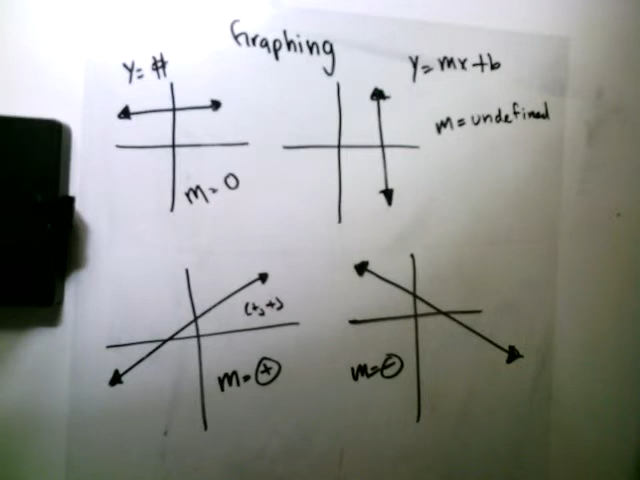 Graphing
y = #
y = mx + b
m = undefined
m = 0
(+, +)
m = +
m = -